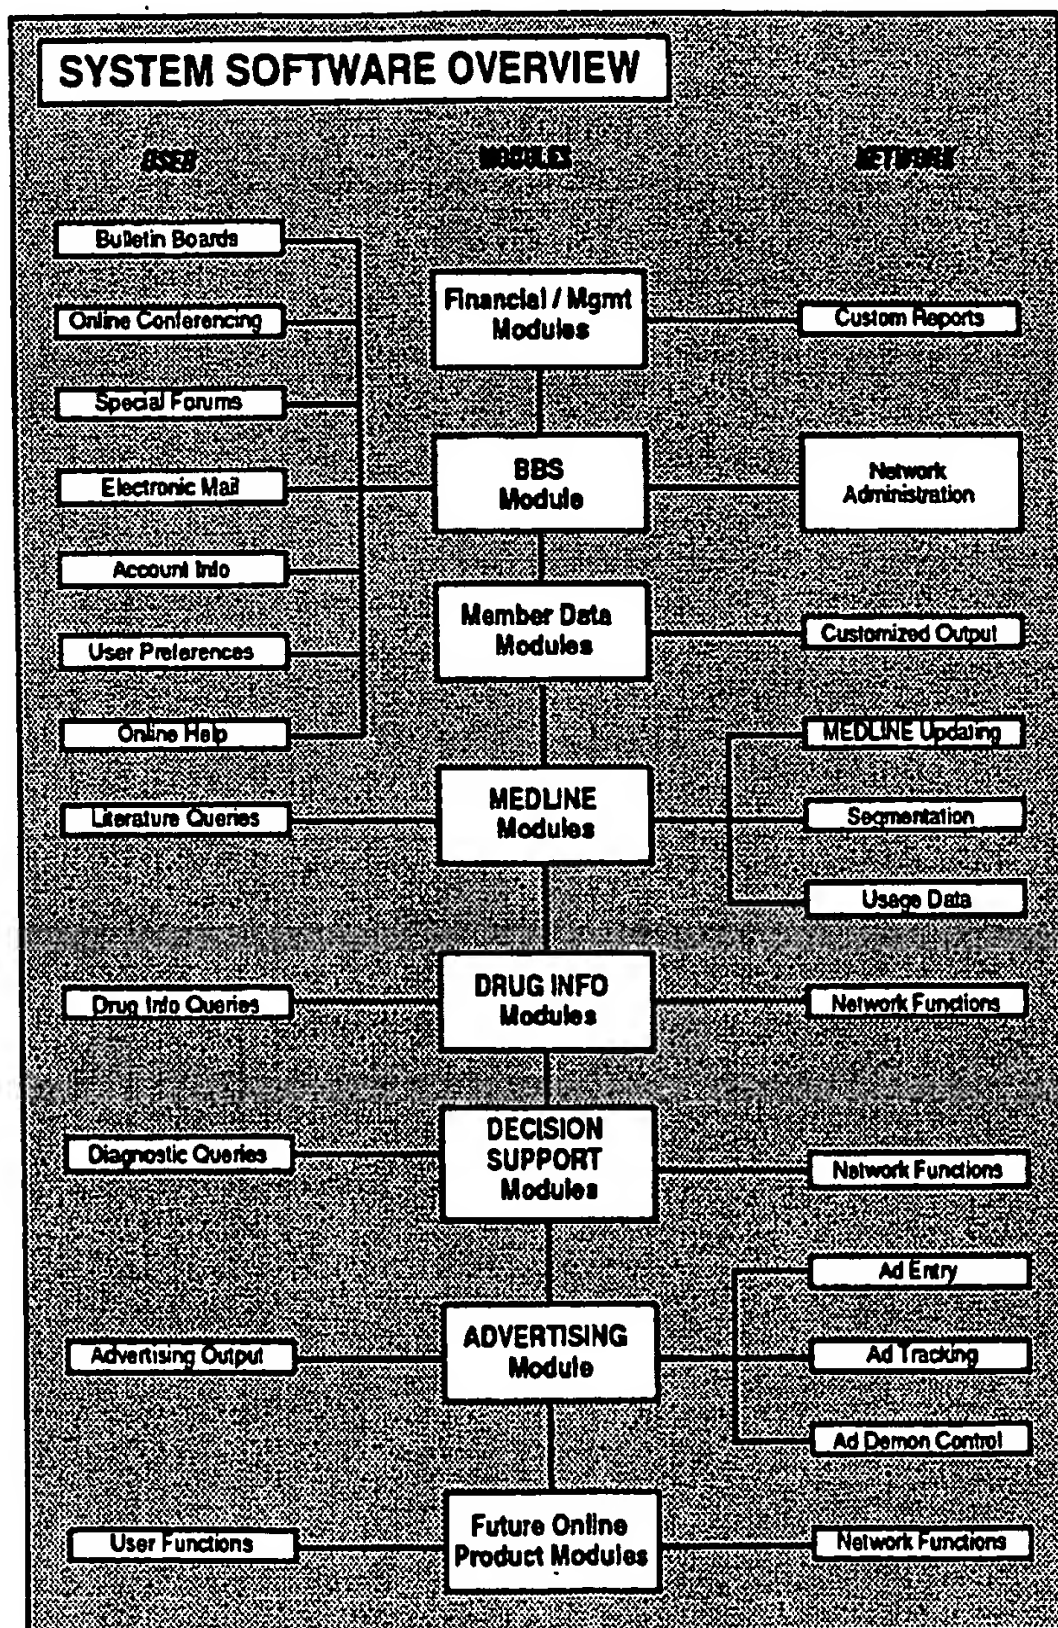 SYSTEM SOFTWARE OVERVIEW
USER
MODULES
NETWORK
Bulletin Boards
Online Conferencing
Special Forums
Electronic Mail
Account Info
User Preferences
Online Help
Literature Queries
Drug Info Queries
Diagnostic Queries
Advertising Output
User Functions
Financial / Mgmt
Modules
BBS
Module
Member Data
Modules
MEDLINE
Modules
DRUG INFO
Modules
DECISION
SUPPORT
Modules
ADVERTISING
Module
Future Online
Product Modules
Custom Reports
Network
Administration
Customized Output
MEDLINE Updating
Segmentation
Usage Data
Network Functions
Network Functions
Ad Entry
Ad Tracking
Ad Demon Control
Network Functions